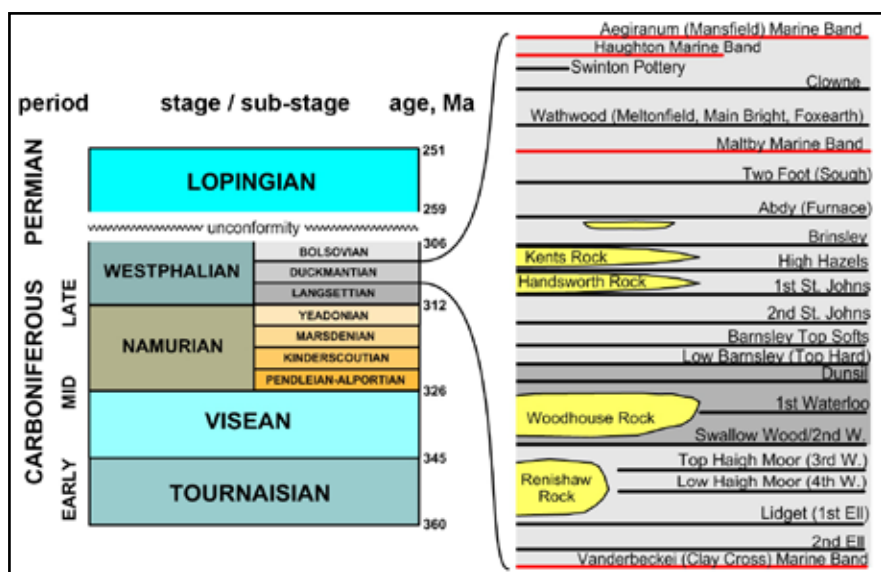 period
stage / sub-stage
age, Ma
PERMIAN
CARBONIFEROUS
LATE
MID
EARLY
LOPINGIAN
251
259
unconformity
306
WESTPHALIAN
BOLSOVIAN
DUCKMANTIAN
LANGSETTIAN
312
NAMURIAN
YEADONIAN
MARSDENIAN
KINDERSCOUTIAN
PENDLEIAN-ALPORTIAN
326
VISEAN
345
TOURNAISIAN
360
Aegiranum (Mansfield) Marine Band
Haughton Marine Band
Swinton Pottery
Clowne
Wathwood (Meltonfield, Main Bright, Foxearth)
Maltby Marine Band
Two Foot (Sough)
Abdy (Furnace)
Brinsley
Kents Rock
High Hazels
Handsworth Rock
1st St. Johns
2nd St. Johns
Barnsley Top Softs
Low Barnsley (Top Hard)
Dunsil
1st Waterloo
Woodhouse Rock
Swallow Wood/2nd W.
Top Haigh Moor (3rd W.)
Renishaw
Rock
Low Haigh Moor (4th W.)
Lidget (1st Ell)
2nd Ell
Vanderbeckei (Clay Cross) Marine Band